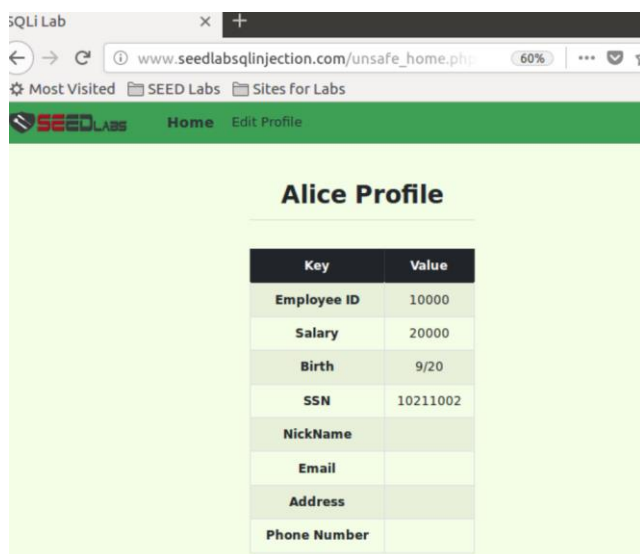 SQLi Lab
www.seedlabsqlinjection.com/unsafe_home.php 60%
Most Visited SEED Labs Sites for Labs
SEEDLABS Home Edit Profile
Alice Profile
Key Value
Employee ID 10000
Salary 20000
Birth 9/20
SSN 10211002
NickName
Email
Address
Phone Number